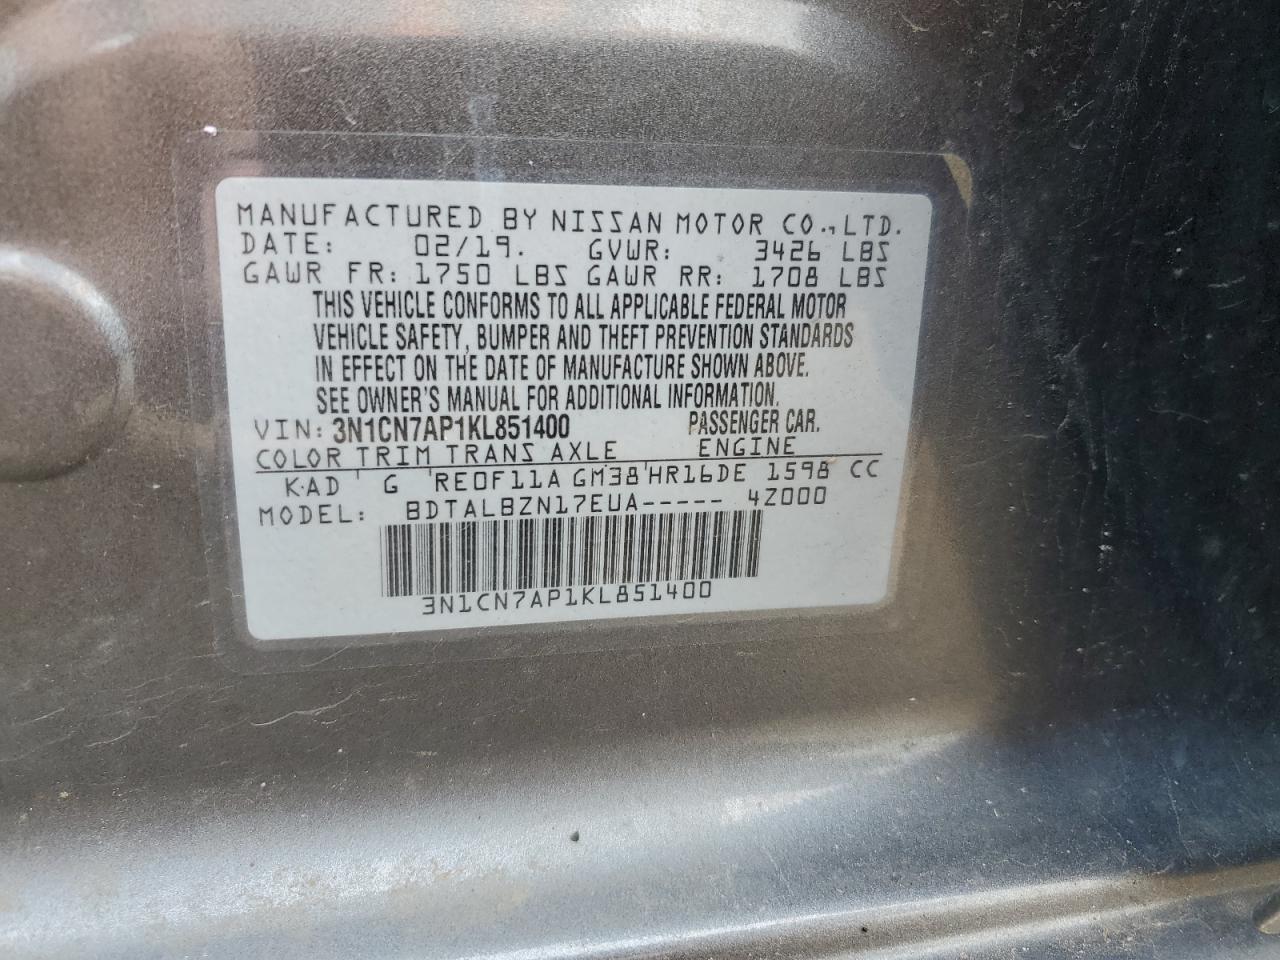 MANUFACTURED BY NISSAN MOTOR CO., LTD.
DATE: 02/19. GVWR: 3426 LBS
GAWR FR: 1750 LBS GAWR RR: 1708 LBS
THIS VEHICLE CONFORMS TO ALL APPLICABLE FEDERAL MOTOR
VEHICLE SAFETY, BUMPER AND THEFT PREVENTION STANDARDS
IN EFFECT ON THE DATE OF MANUFACTURE SHOWN ABOVE.
SEE OWNER'S MANUAL FOR ADDITIONAL INFORMATION.
VIN: 3N1CN7AP1KL851400 PASSENGER CAR.
COLOR TRIM TRANS AXLE ENGINE
KAD G RE0F11A GM38 HR16DE 1598 CC
MODEL: BDTALBZN17EUA----- 4Z000
3N1CN7AP1KL851400